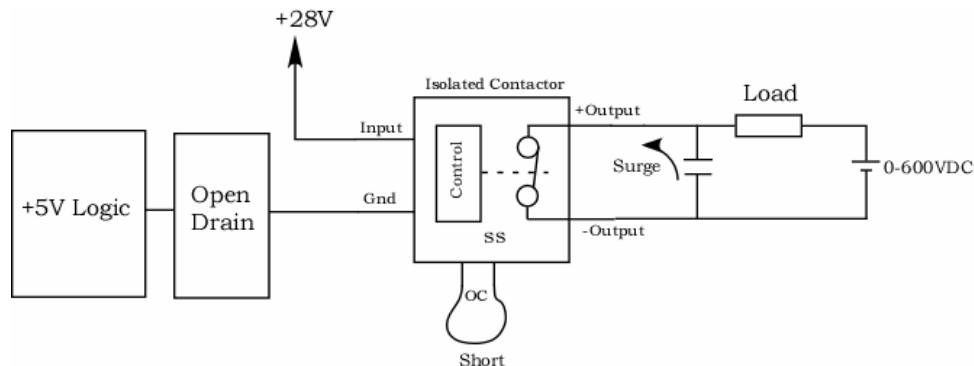 +28V
Isolated Contactor
Input
+Output
Load
+5V Logic
Open
Drain
Control
Surge
0-600VDC
Gnd
SS
-Output
OC
Short